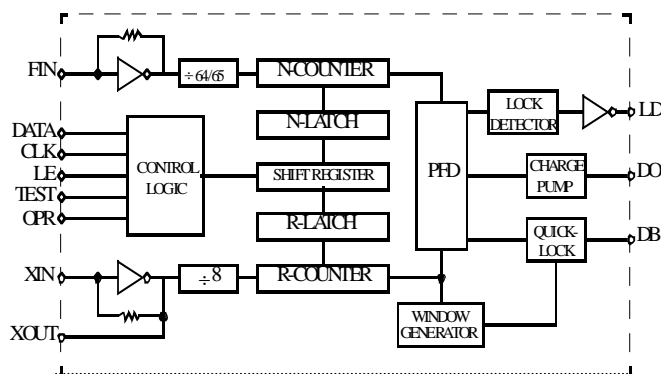 FIN
÷ 64/65
N-COUNTER
LOCK
DETECTOR
LD
DATA
CLK
LE
TEST
OPR
CONTROL
LOGIC
N-LATCH
SHIFT REGISTER
R-LATCH
PFD
CHARGE
PUMP
DO
QUICK-
LOCK
DB
XIN
÷ 8
R-COUNTER
WINDOW
GENERATOR
XOUT